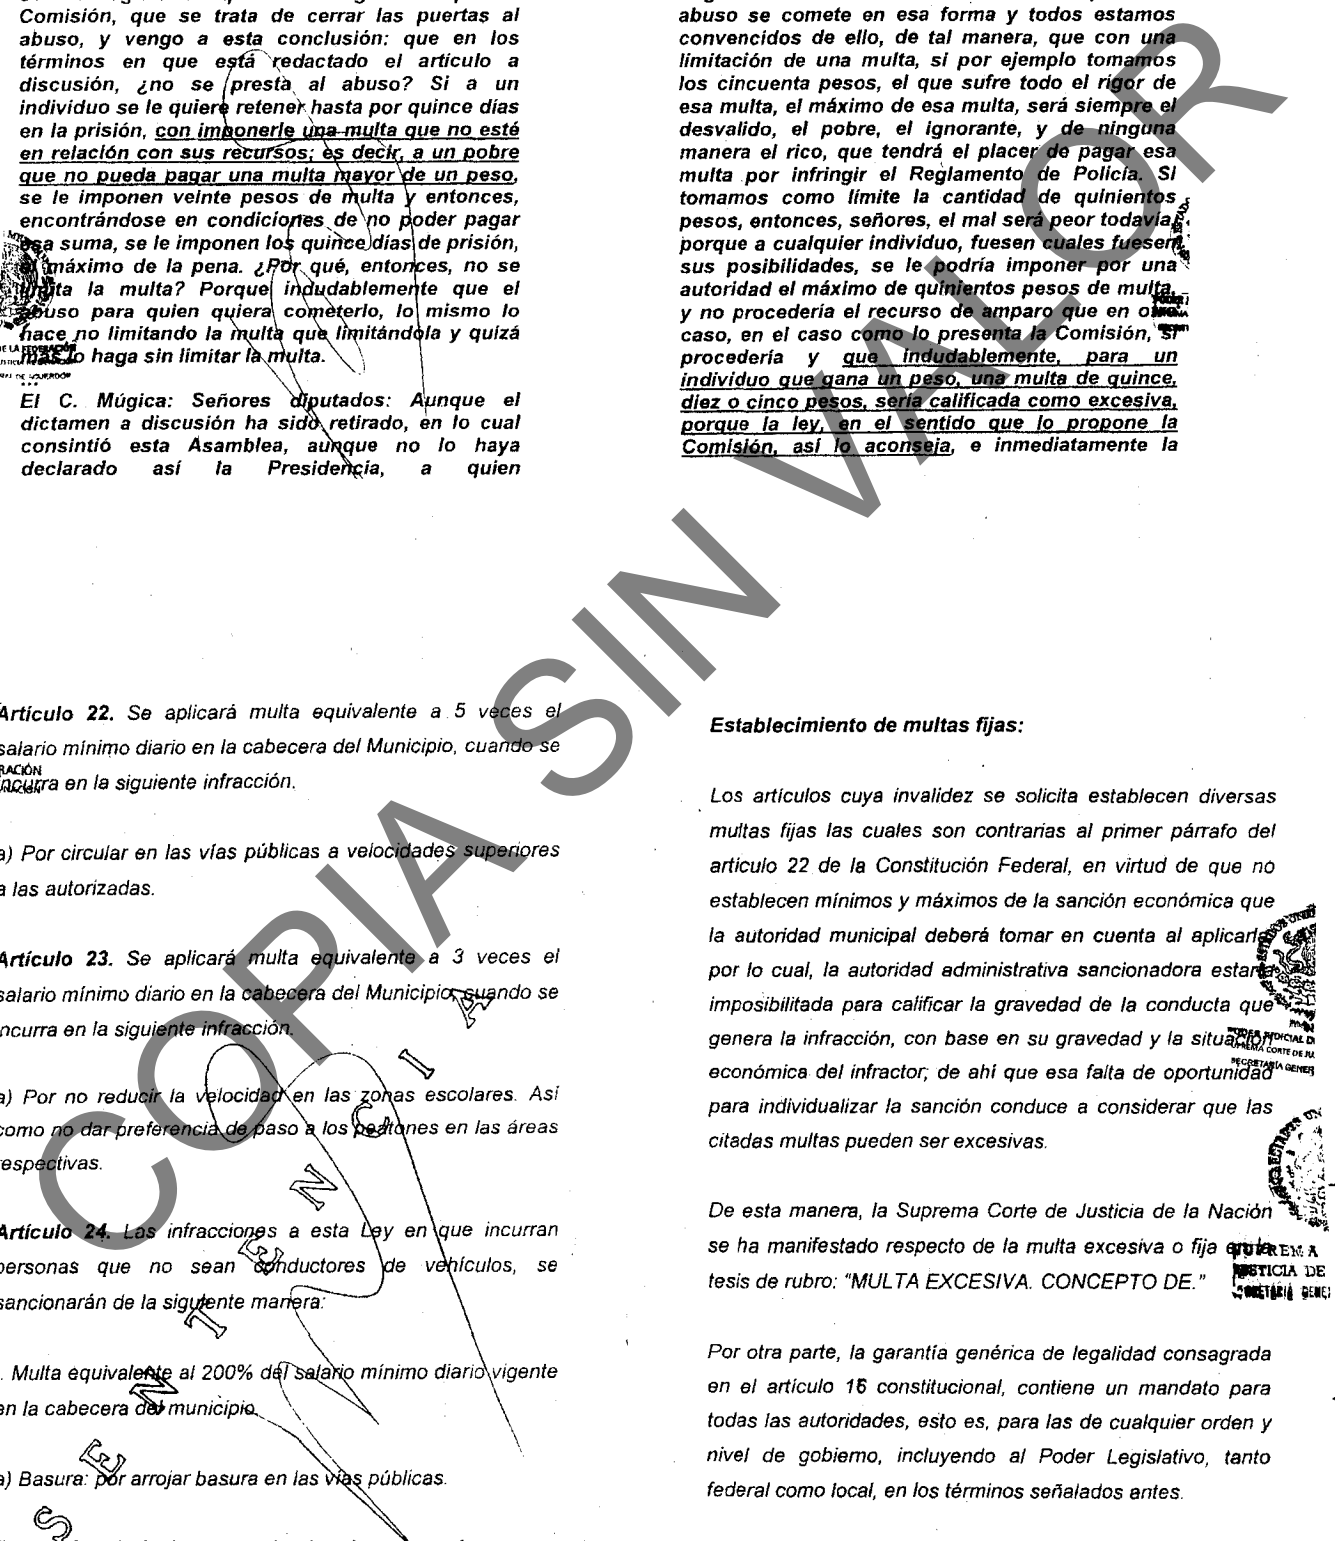 Comisión, que se trata de cerrar las puertas al
abuso, y vengo a esta conclusión: que en los
términos en que está redactado el artículo a
discusión, ¿no se presta al abuso? Si a un
individuo se le quiere retener hasta por quince días
en la prisión, con imponerle una multa que no esté
en relación con sus recursos; es decir, a un pobre
que no pueda pagar una multa mayor de un peso,
se le imponen veinte pesos de multa y entonces,
encontrándose en condiciones de no poder pagar
esa suma, se le imponen los quince días de prisión,
el máximo de la pena. ¿Por qué, entonces, no se
limita la multa? Porque indudablemente que el
abuso para quien quiera cometerlo, lo mismo lo
hace no limitando la multa que limitándola y quizá
más lo haga sin limitar la multa.
El C. Múgica: Señores diputados: Aunque el
dictamen a discusión ha sido retirado, en lo cual
consintió esta Asamblea, aunque no lo haya
declarado así la Presidencia, a quien
abuso se comete en esa forma y todos estamos
convencidos de ello, de tal manera, que con una
limitación de una multa, si por ejemplo tomamos
los cincuenta pesos, el que sufre todo el rigor de
esa multa, el máximo de esa multa, será siempre el
desvalido, el pobre, el ignorante, y de ninguna
manera el rico, que tendrá el placer de pagar esa
multa por infringir el Reglamento de Policía. Si
tomamos como límite la cantidad de quinientos
pesos, entonces, señores, el mal será peor todavía,
porque a cualquier individuo, fuesen cuales fuesen
sus posibilidades, se le podría imponer por una
autoridad el máximo de quinientos pesos de multa,
y no procedería el recurso de amparo que en otro
caso, en el caso como lo presenta la Comisión, sí
procedería y que indudablemente, para un
individuo que gana un peso, una multa de quince,
diez o cinco pesos, sería calificada como excesiva,
porque la ley, en el sentido que lo propone la
Comisión, así lo aconseja, e inmediatamente la
Artículo 22. Se aplicará multa equivalente a 5 veces el
salario mínimo diario en la cabecera del Municipio, cuando se
incurra en la siguiente infracción.
a) Por circular en las vías públicas a velocidades superiores
a las autorizadas.
Artículo 23. Se aplicará multa equivalente a 3 veces el
salario mínimo diario en la cabecera del Municipio, cuando se
incurra en la siguiente infracción.
a) Por no reducir la velocidad en las zonas escolares. Así
como no dar preferencia de paso a los peatones en las áreas
respectivas.
Artículo 24. Las infracciones a esta Ley en que incurran
personas que no sean conductores de vehículos, se
sancionarán de la siguiente manera:
. Multa equivalente al 200% del salario mínimo diario vigente
en la cabecera del municipio.
a) Basura: por arrojar basura en las vías públicas.
Establecimiento de multas fijas:
Los artículos cuya invalidez se solicita establecen diversas
multas fijas las cuales son contrarias al primer párrafo del
artículo 22 de la Constitución Federal, en virtud de que no
establecen mínimos y máximos de la sanción económica que
la autoridad municipal deberá tomar en cuenta al aplicarla,
por lo cual, la autoridad administrativa sancionadora estaría
imposibilitada para calificar la gravedad de la conducta que
genera la infracción, con base en su gravedad y la situación
económica del infractor; de ahí que esa falta de oportunidad
para individualizar la sanción conduce a considerar que las
citadas multas pueden ser excesivas.
De esta manera, la Suprema Corte de Justicia de la Nación
se ha manifestado respecto de la multa excesiva o fija en la
tesis de rubro: “MULTA EXCESIVA. CONCEPTO DE.”
Por otra parte, la garantía genérica de legalidad consagrada
en el artículo 16 constitucional, contiene un mandato para
todas las autoridades, esto es, para las de cualquier orden y
nivel de gobierno, incluyendo al Poder Legislativo, tanto
federal como local, en los términos señalados antes.
COPIA SIN VALOR
SENTENCIA